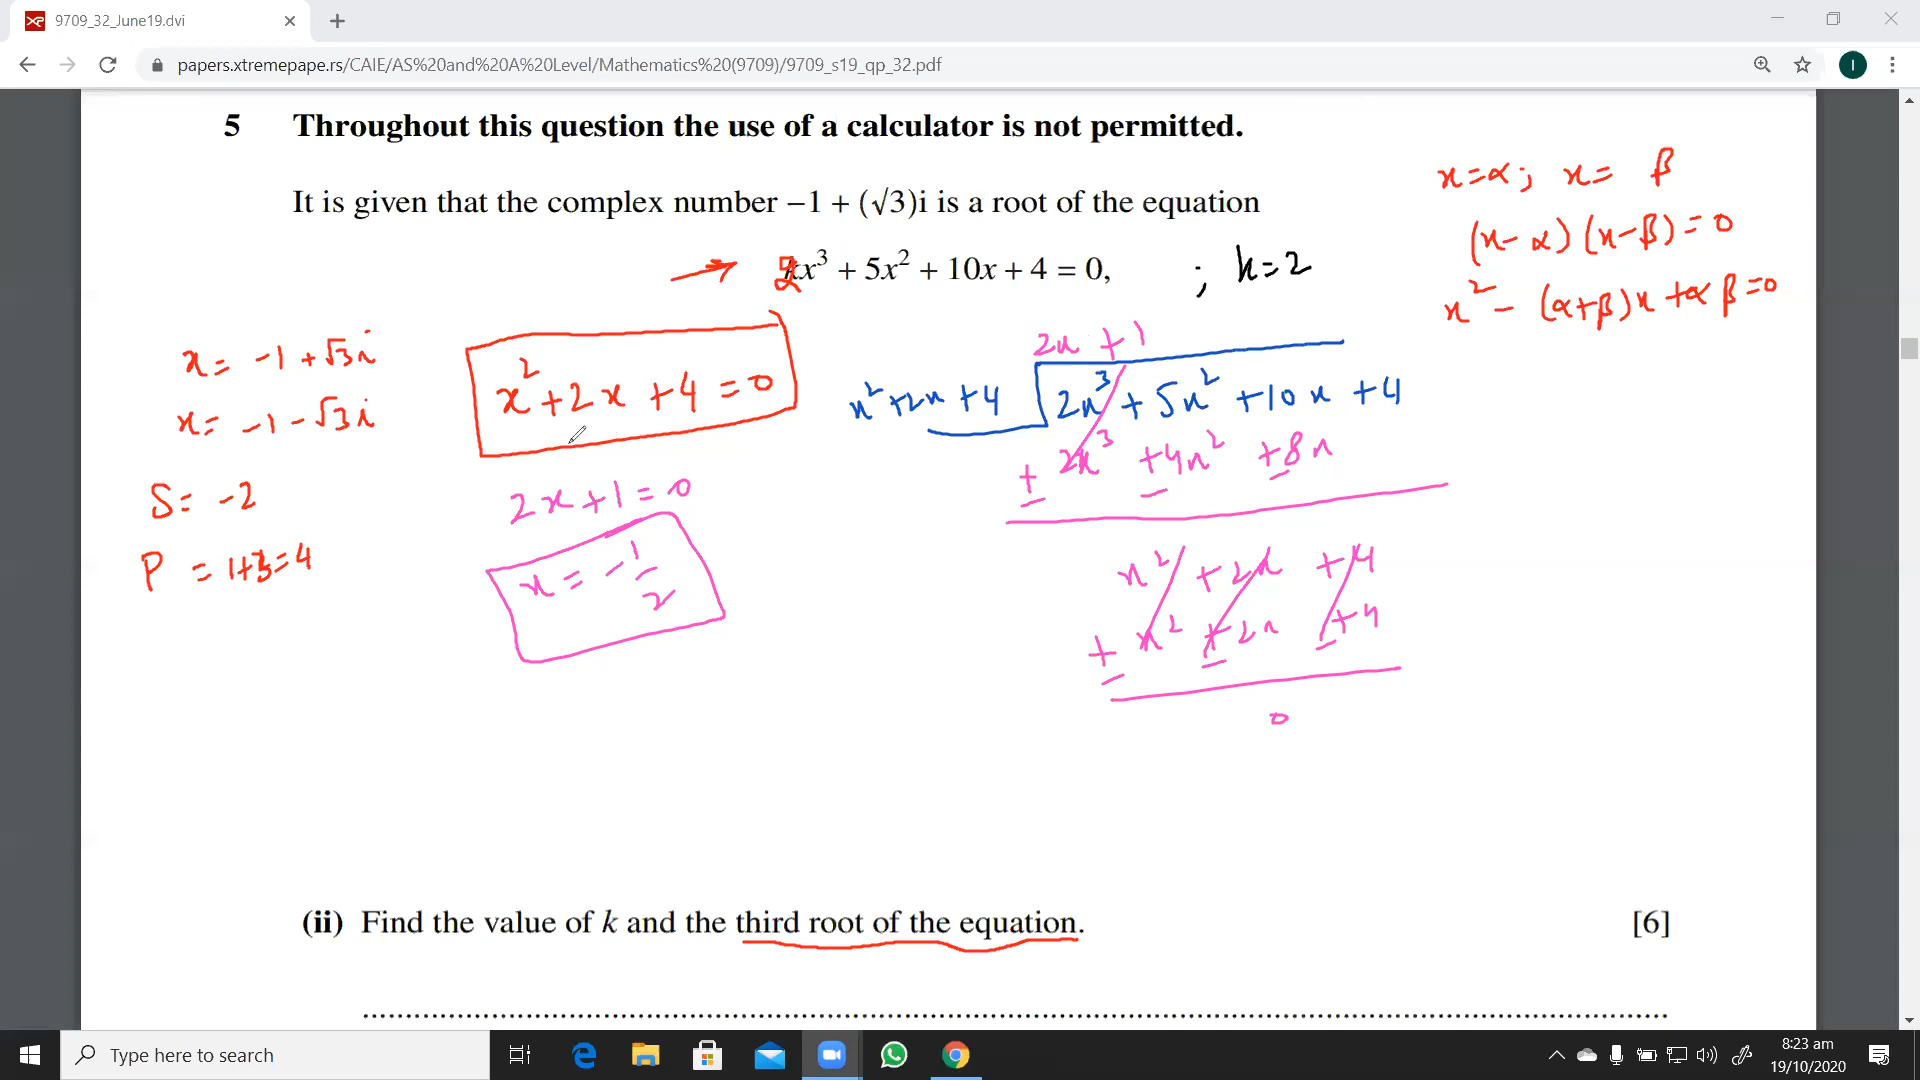 9709_32_June19.dvi
papers.xtremepape.rs/CAIE/AS%20and%20A%20Level/Mathematics%20(9709)/9709_s19_qp_32.pdf
I
5 Throughout this question the use of a calculator is not permitted.
It is given that the complex number −1 + (√3)i is a root of the equation
x = α ; x = β
(x − α)(x − β) = 0
x² − (α+β)x + αβ = 0
→ 2x³ + 5x² + 10x + 4 = 0, ; k = 2
x = −1 + √3i
x = −1 − √3i
S = −2
P = 1+3 = 4
x² + 2x + 4 = 0
2x + 1 = 0
x = −1/2
2x + 1
x² + 2x + 4 2x³ + 5x² + 10x + 4
± 2x³ + 4x² + 8x
x² + 2x + 4
± x² + 2x + 4
0
(ii) Find the value of k and the third root of the equation. [6]
Type here to search
8:23 am
19/10/2020